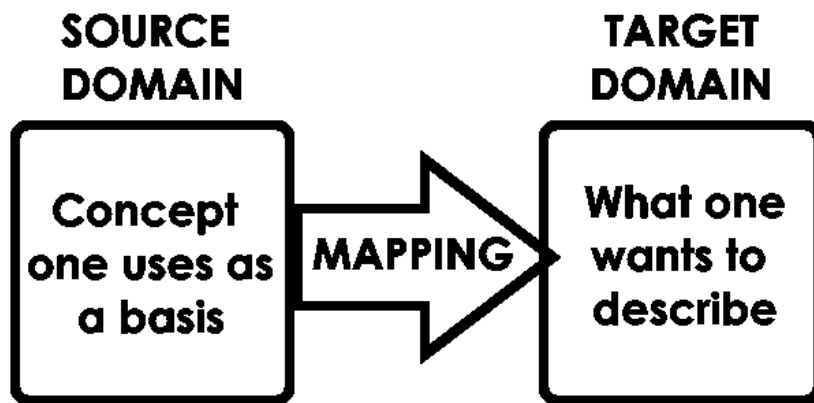 SOURCE
DOMAIN
Concept
one uses as
a basis
MAPPING
TARGET
DOMAIN
What one
wants to
describe